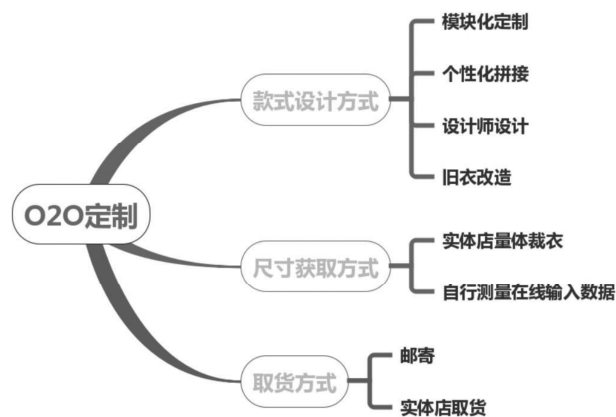 O2O定制
款式设计方式
模块化定制
个性化拼接
设计师设计
旧衣改造
尺寸获取方式
实体店量体裁衣
自行测量在线输入数据
取货方式
邮寄
实体店取货